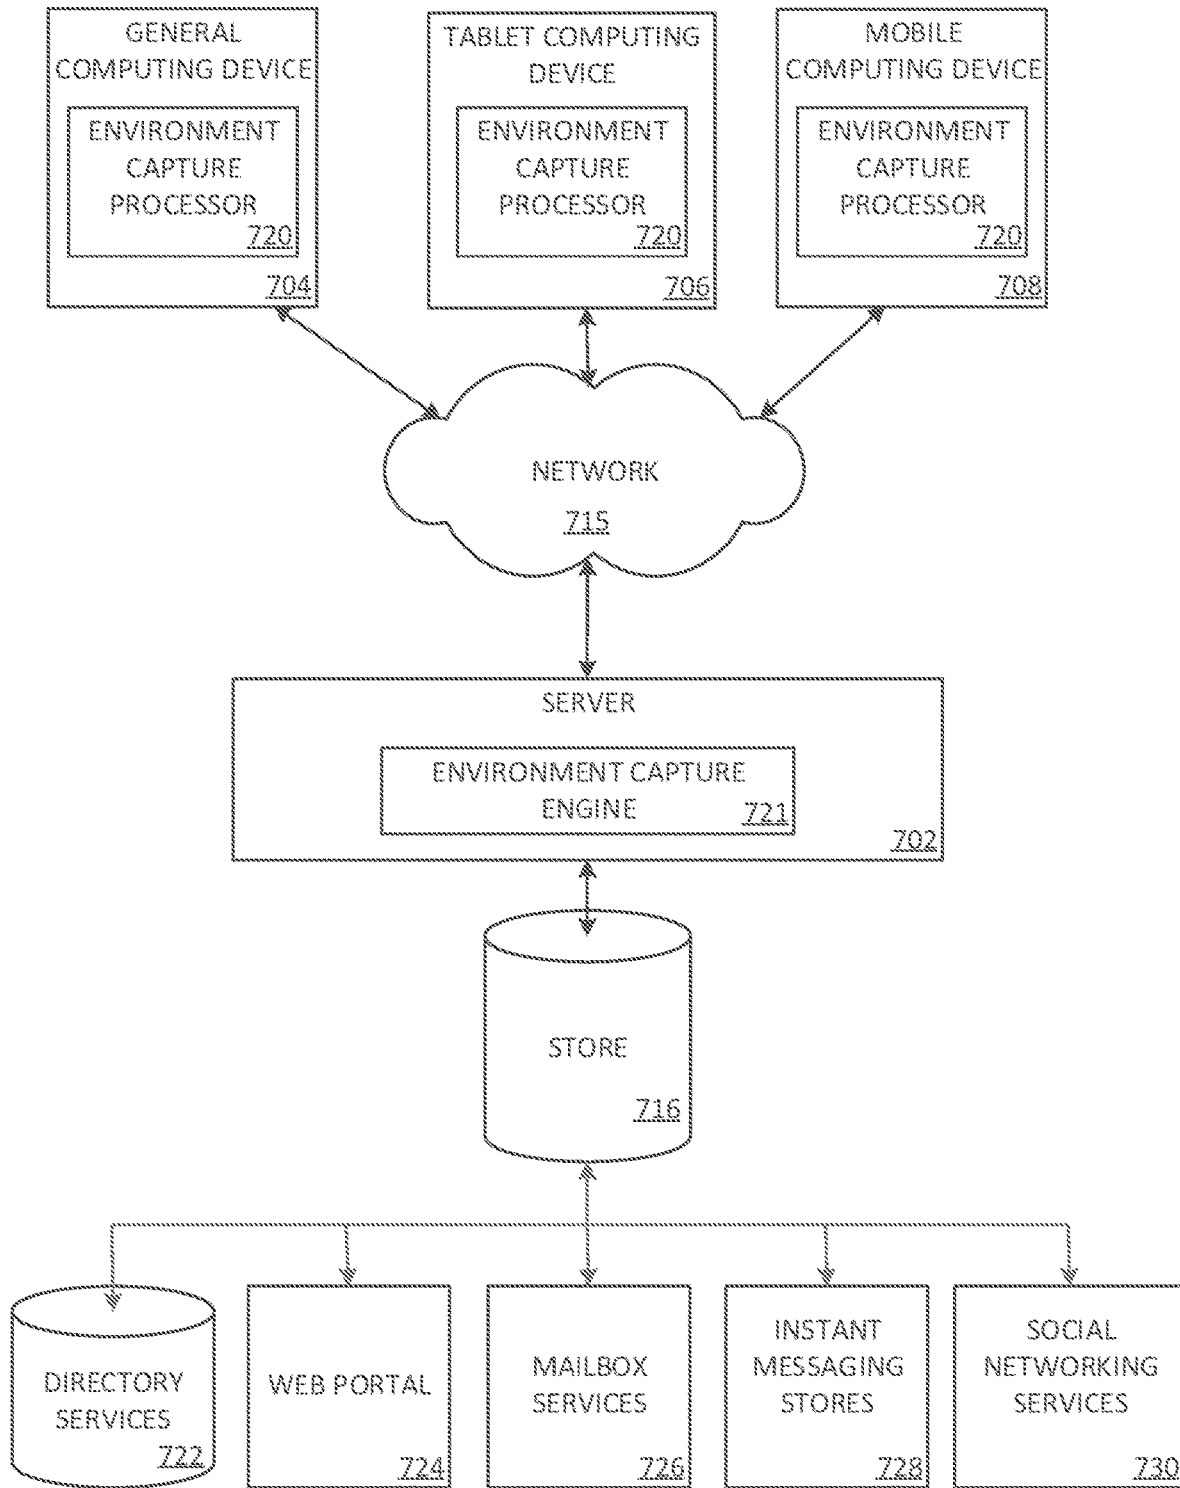 GENERAL
COMPUTING DEVICE
ENVIRONMENT
CAPTURE
PROCESSOR
720
704
TABLET COMPUTING
DEVICE
ENVIRONMENT
CAPTURE
PROCESSOR
720
706
MOBILE
COMPUTING DEVICE
ENVIRONMENT
CAPTURE
PROCESSOR
720
708
NETWORK
715
SERVER
ENVIRONMENT CAPTURE
ENGINE
721
702
STORE
716
DIRECTORY
SERVICES
722
WEB PORTAL
724
MAILBOX
SERVICES
726
INSTANT
MESSAGING
STORES
728
SOCIAL
NETWORKING
SERVICES
730